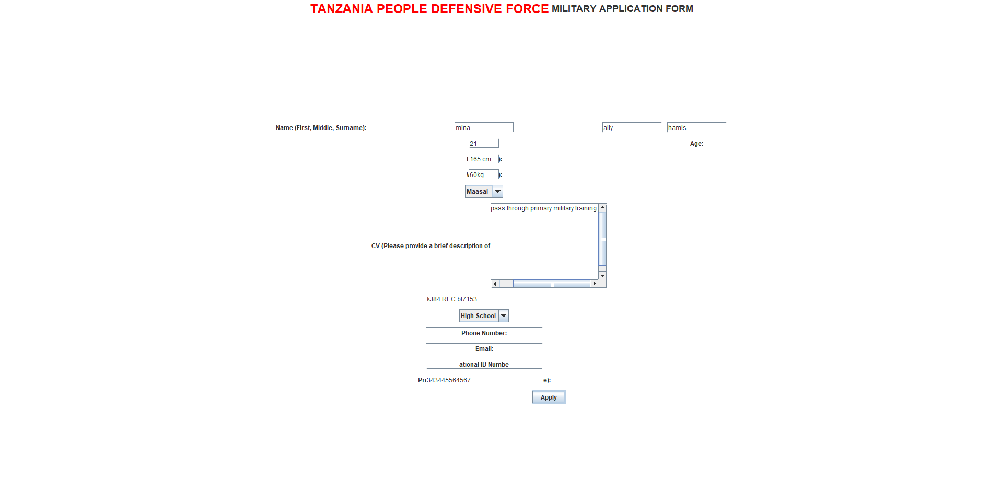 TANZANIA PEOPLE DEFENSIVE FORCE MILITARY APPLICATION FORM
Name (First, Middle, Surname): mina ally hamis
21 Age:
165 cm ):
60kg ):
Maasai
pass through primary military training
CV (Please provide a brief description of
kJ84 REC bl7153
High School
Phone Number:
Email:
ational ID Numbe
Pri343445564567 e):
Apply